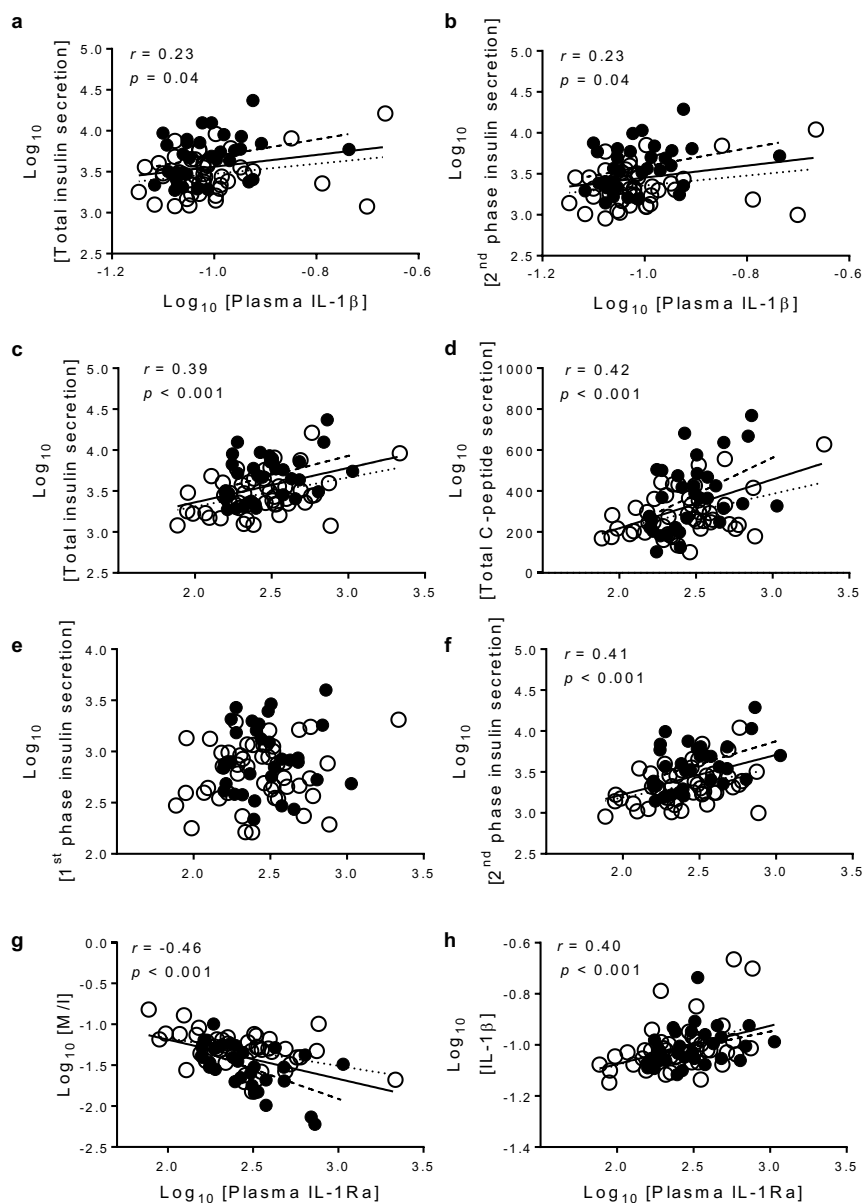 a
r = 0.23
p = 0.04
Log10
[Total insulin secretion]
5.0
4.5
4.0
3.5
3.0
2.5
-1.2
-1.0
-0.8
-0.6
Log10 [Plasma IL-1β]
b
r = 0.23
p = 0.04
Log10
[2nd phase insulin secretion]
5.0
4.5
4.0
3.5
3.0
2.5
-1.2
-1.0
-0.8
-0.6
Log10 [Plasma IL-1β]
c
r = 0.39
p < 0.001
Log10
[Total insulin secretion]
5.0
4.5
4.0
3.5
3.0
2.5
2.0
2.5
3.0
3.5
d
r = 0.42
p < 0.001
Log10
[Total C-peptide secretion]
1000
800
600
400
200
0
2.0
2.5
3.0
3.5
e
Log10
[1st phase insulin secretion]
4.0
3.5
3.0
2.5
2.0
2.0
2.5
3.0
3.5
f
r = 0.41
p < 0.001
Log10
[2nd phase insulin secretion]
5.0
4.5
4.0
3.5
3.0
2.5
2.0
2.5
3.0
3.5
g
r = -0.46
p < 0.001
Log10 [M/I]
0.0
-0.5
-1.0
-1.5
-2.0
-2.5
2.0
2.5
3.0
3.5
Log10 [Plasma IL-1Ra]
h
r = 0.40
p < 0.001
Log10
[IL-1β]
-0.6
-0.8
-1.0
-1.2
-1.4
2.0
2.5
3.0
3.5
Log10 [Plasma IL-1Ra]